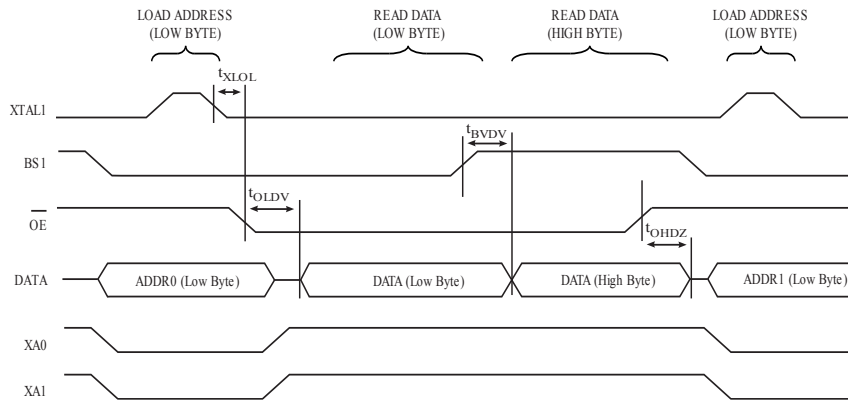 LOAD ADDRESS
(LOW BYTE)
READ DATA
(LOW BYTE)
READ DATA
(HIGH BYTE)
LOAD ADDRESS
(LOW BYTE)
tXLOL
XTAL1
tBVDV
BS1
tOLDV
OE
tOHDZ
DATA
ADDR0 (Low Byte)
DATA (Low Byte)
DATA (High Byte)
ADDR1 (Low Byte)
XA0
XA1